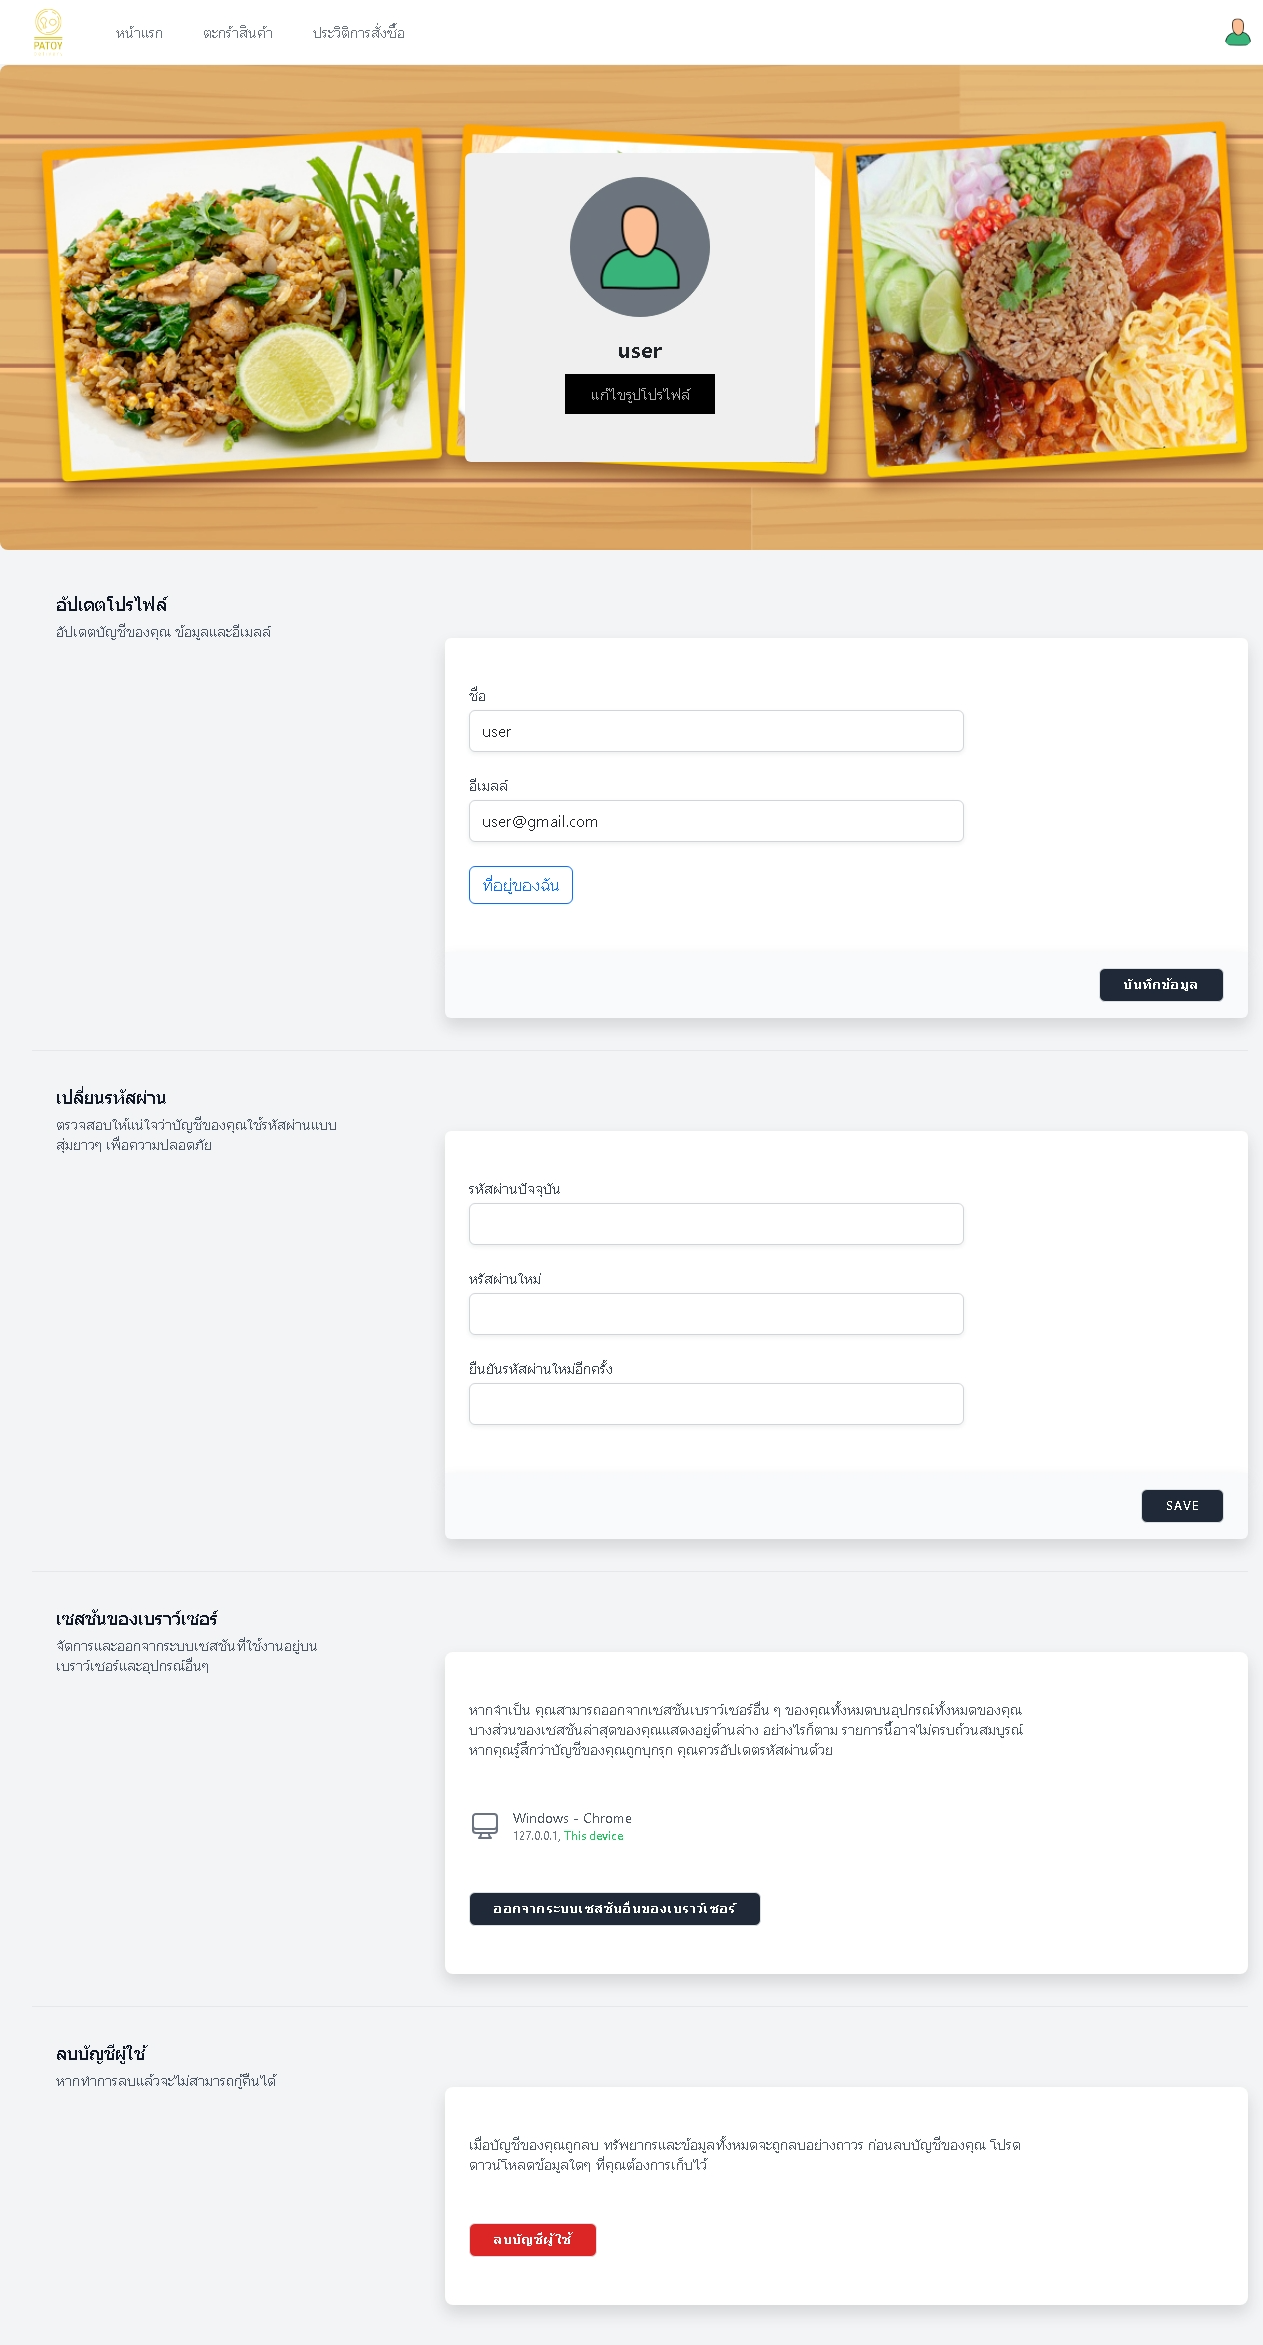 PATOY
หน้าแรก
ตะกร้าสินค้า
ประวิติการสั่งซื้อ
user
แก้ไขรูปโปรไฟล์
อัปเดตโปรไฟล์
อัปเดตบัญชีของคุณ ข้อมูลและอีเมลล์
ชื่อ
user
อีเมลล์
user@gmail.com
ที่อยู่ของฉัน
บันทึกข้อมูล
เปลี่ยนรหัสผ่าน
ตรวจสอบให้แน่ใจว่าบัญชีของคุณใช้รหัสผ่านแบบ
สุ่มยาวๆ เพื่อความปลอดภัย
รหัสผ่านปัจจุบัน
หรัสผ่านใหม่
ยืนยันรหัสผ่านใหม่อีกครั้ง
SAVE
เซสชันของเบราว์เซอร์
จัดการและออกจากระบบเซสชันที่ใช้งานอยู่บน
เบราว์เซอร์และอุปกรณ์อื่นๆ
หากจำเป็น คุณสามารถออกจากเซสชันเบราว์เซอร์อื่น ๆ ของคุณทั้งหมดบนอุปกรณ์ทั้งหมดของคุณ
บางส่วนของเซสชันล่าสุดของคุณแสดงอยู่ด้านล่าง อย่างไรก็ตาม รายการนี้อาจไม่ครบถ้วนสมบูรณ์
หากคุณรู้สึกว่าบัญชีของคุณถูกบุกรุก คุณควรอัปเดตรหัสผ่านด้วย
Windows - Chrome
127.0.0.1, This device
ออกจากระบบเซสชันอื่นของเบราว์เซอร์
ลบบัญชีผู้ใช้
หากทำการลบแล้วจะไม่สามารถกู้คืนได้
เมื่อบัญชีของคุณถูกลบ ทรัพยากรและข้อมูลทั้งหมดจะถูกลบอย่างถาวร ก่อนลบบัญชีของคุณ โปรด
ดาวน์โหลดข้อมูลใดๆ ที่คุณต้องการเก็บไว้
ลบบัญชีผู้ใช้